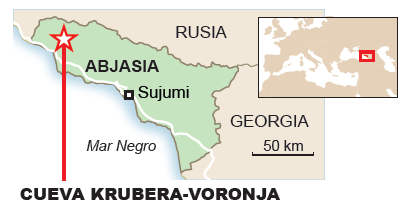 RUSIA
ABJASIA
Sujumi
GEORGIA
Mar Negro
50 km
CUEVA KRUBERA-VORONJA